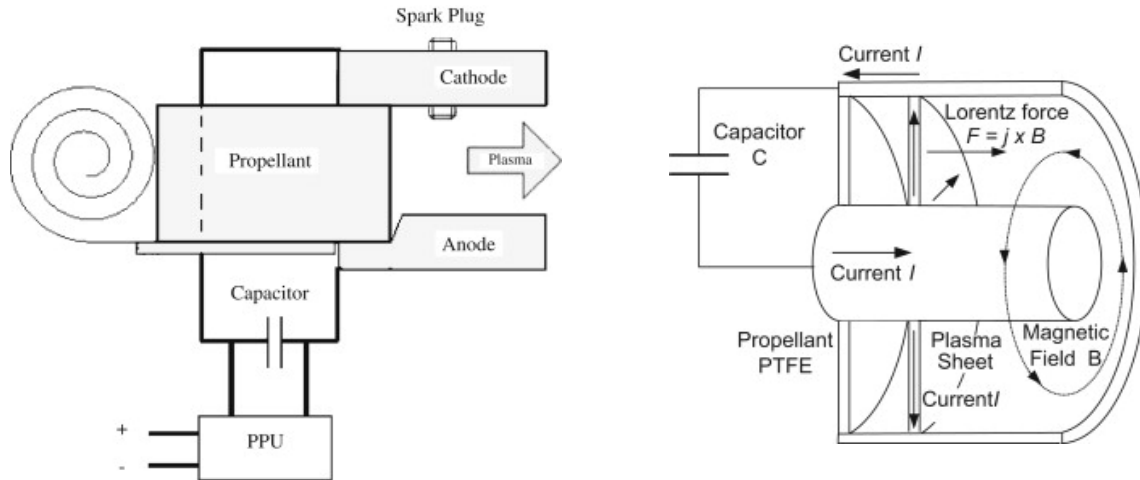 Spark Plug
Cathode
Propellant
Plasma
Anode
Capacitor
+
-
PPU
Current I
Lorentz force
F = j x B
Capacitor
C
Current I
Propellant
PTFE
Plasma
Sheet
Magnetic
Field B
CurrentI